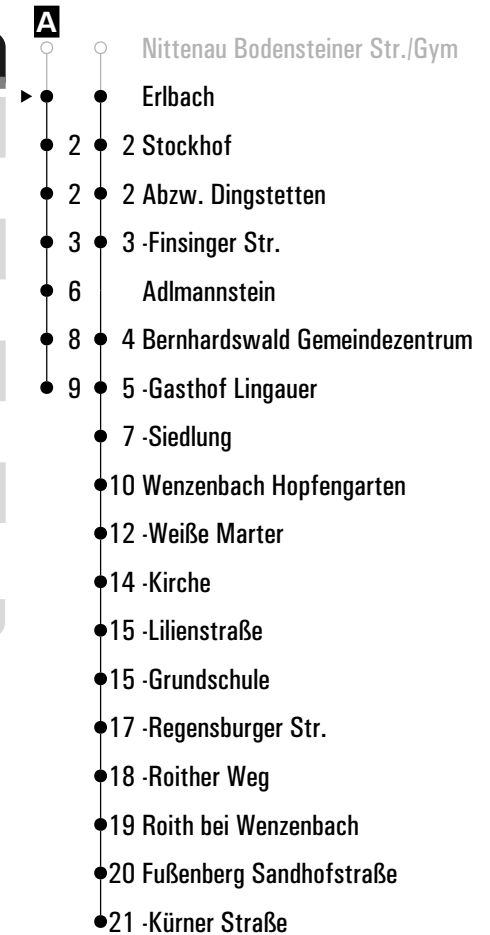 A
Nittenau Bodensteiner Str./Gym
Erlbach
2 2 Stockhof
2 2 Abzw. Dingstetten
3 3 -Finsinger Str.
6 Adlmannstein
8 4 Bernhardswald Gemeindezentrum
9 5 -Gasthof Lingauer
7 -Siedlung
10 Wenzenbach Hopfengarten
12 -Weiße Marter
14 -Kirche
15 -Lilienstraße
15 -Grundschule
17 -Regensburger Str.
18 -Roither Weg
19 Roith bei Wenzenbach
20 Fußenberg Sandhofstraße
21 -Kürner Straße